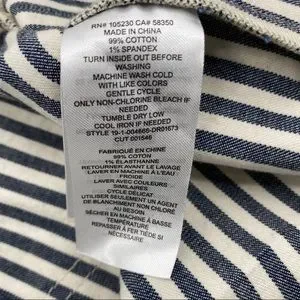 RN# 105230 CA# 58350
MADE IN CHINA
99% COTTON
1% SPANDEX
TURN INSIDE OUT BEFORE
WASHING
MACHINE WASH COLD
WITH LIKE COLORS
GENTLE CYCLE
ONLY NON-CHLORINE BLEACH IF
NEEDED
TUMBLE DRY LOW
COOL IRON IF NEEDED
STYLE 19-1-004665-DR01673
CUT 001546
FABRIQUÉ EN CHINE
99% COTON
1% ÉLASTHANNE
RETOURNER AVANT LE LAVAGE
LAVER EN MACHINE À L'EAU
FROIDE
LAVER AVEC COULEURS
SIMILAIRES
CYCLE DÉLICAT
UTILISER SEULEMENT UN AGENT
DE BLANCHIMENT NON CHLORÉ
AU BESOIN
SÉCHER EN MACHINE À BASSE
TEMPÉRATURE
REPASSER À FER TIÈDE SI
NÉCESSAIRE